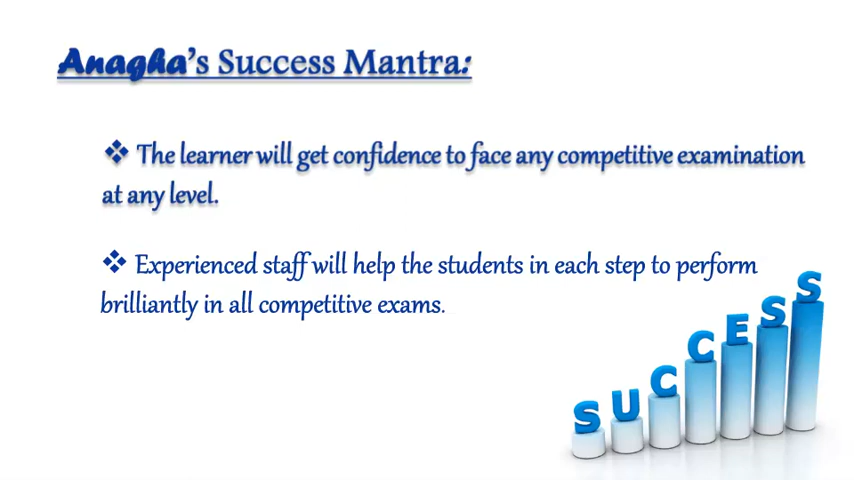 Anagha's Success Mantra:
❖ The learner will get confidence to face any competitive examination
at any level.
❖ Experienced staff will help the students in each step to perform
brilliantly in all competitive exams.
SUCCESS